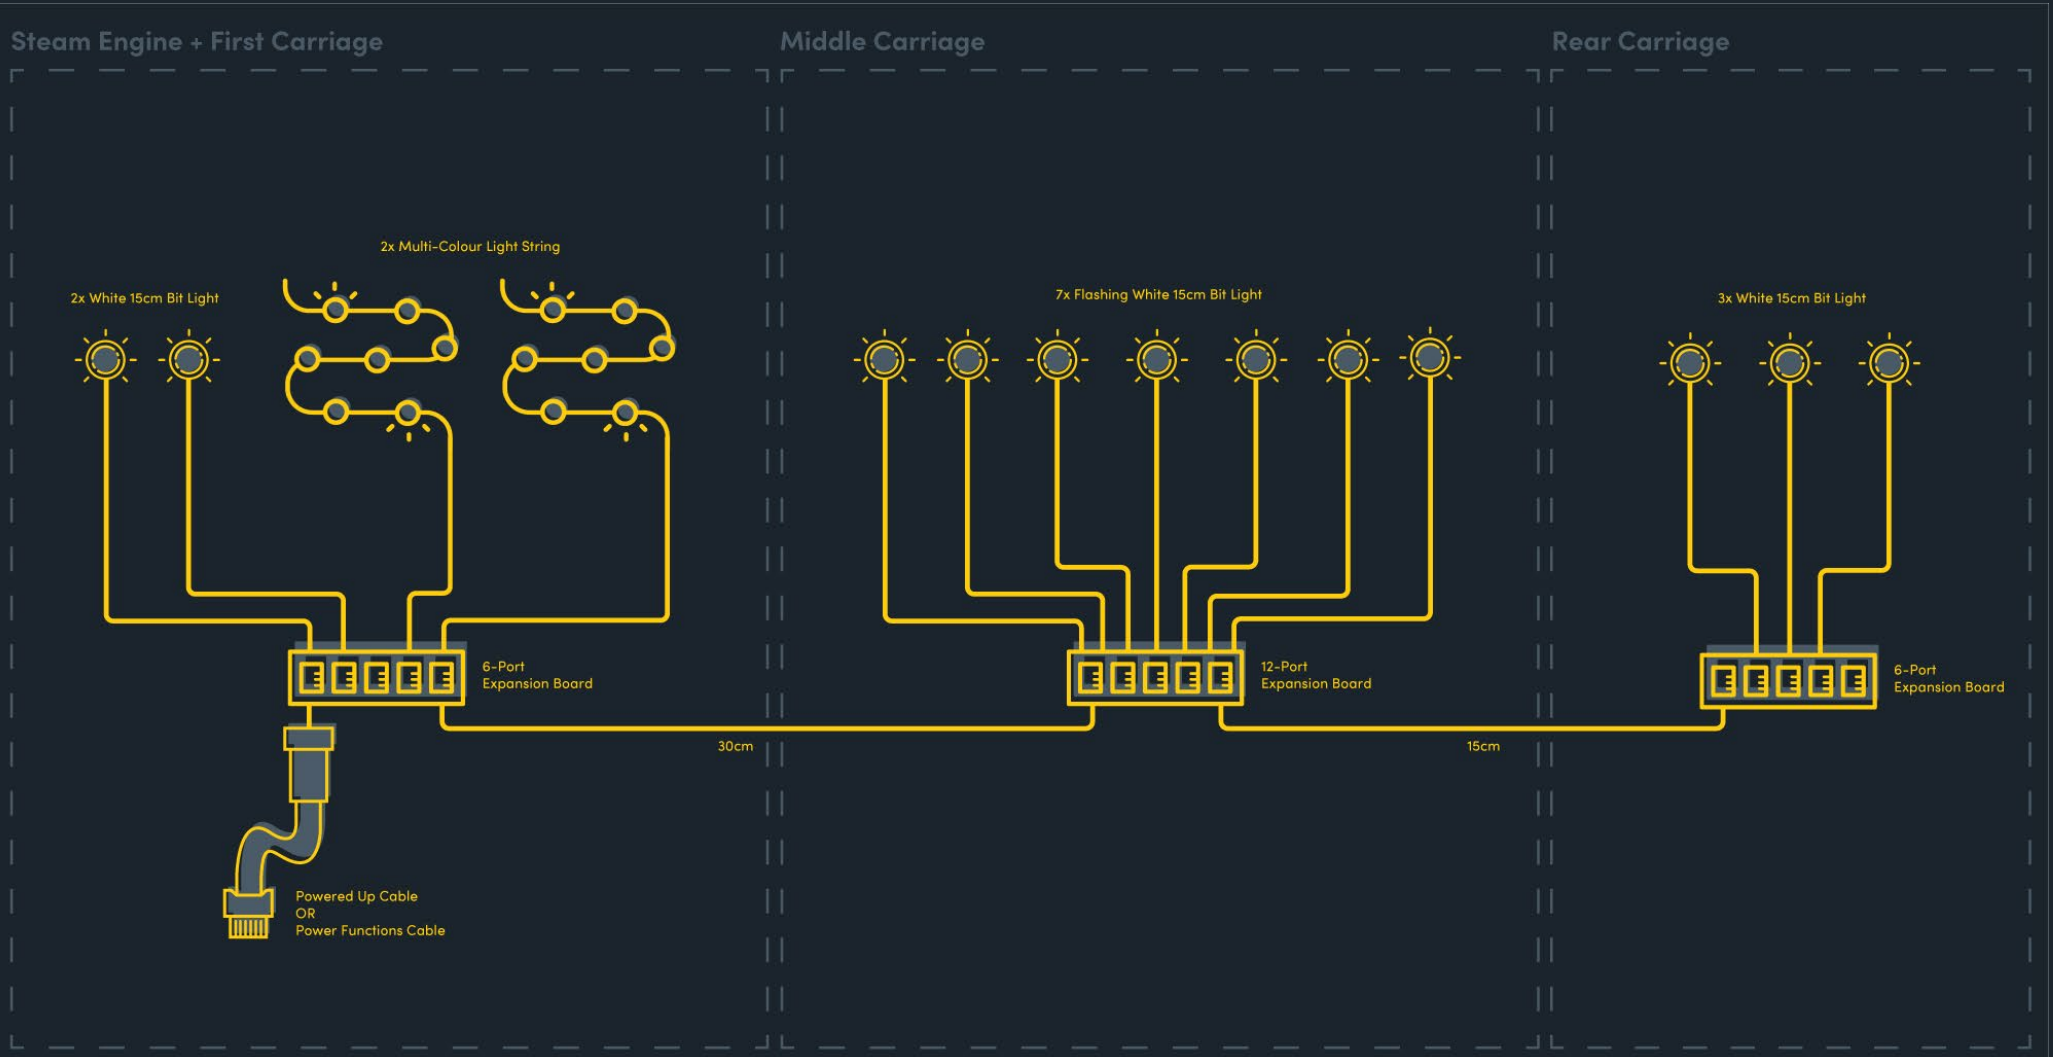 Steam Engine + First Carriage
Middle Carriage
Rear Carriage
2x Multi-Colour Light String
2x White 15cm Bit Light
7x Flashing White 15cm Bit Light
3x White 15cm Bit Light
6-Port
Expansion Board
12-Port
Expansion Board
6-Port
Expansion Board
30cm
15cm
Powered Up Cable
OR
Power Functions Cable